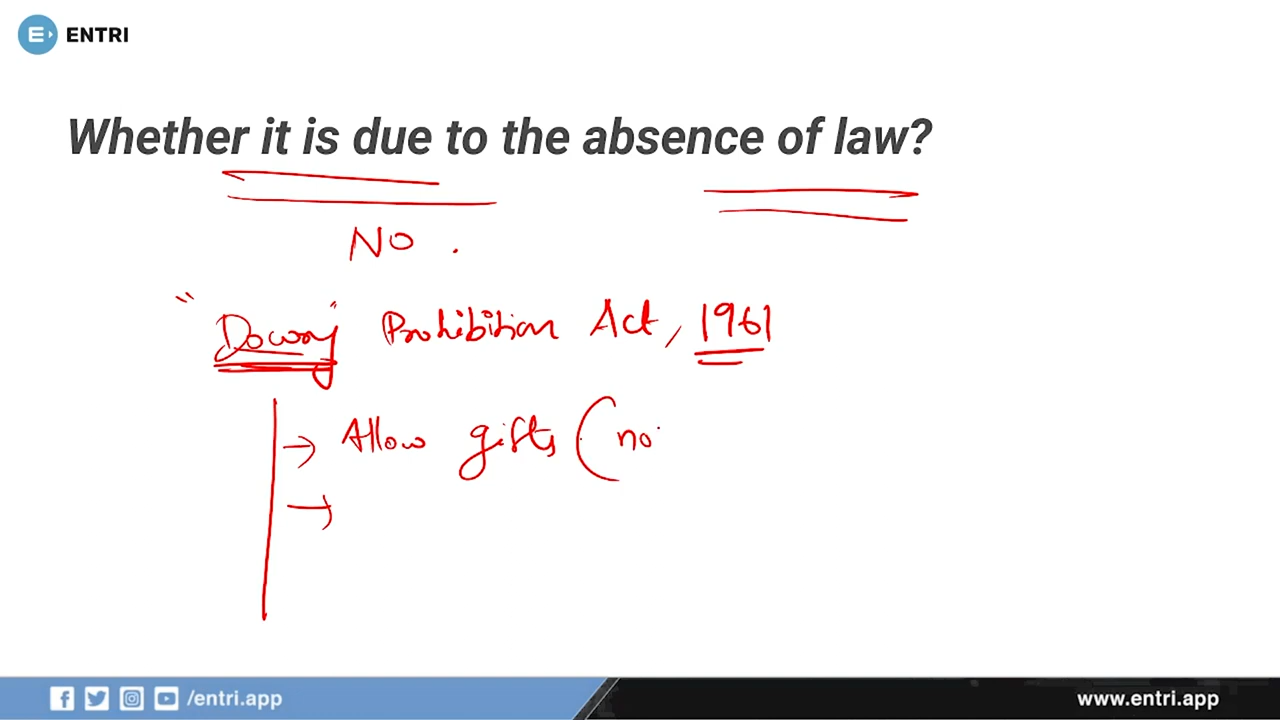 ENTRI
Whether it is due to the absence of law?
NO .
"Dowry" Prohibition Act, 1961
→ Allow gifts (no
→
/entri.app
www.entri.app